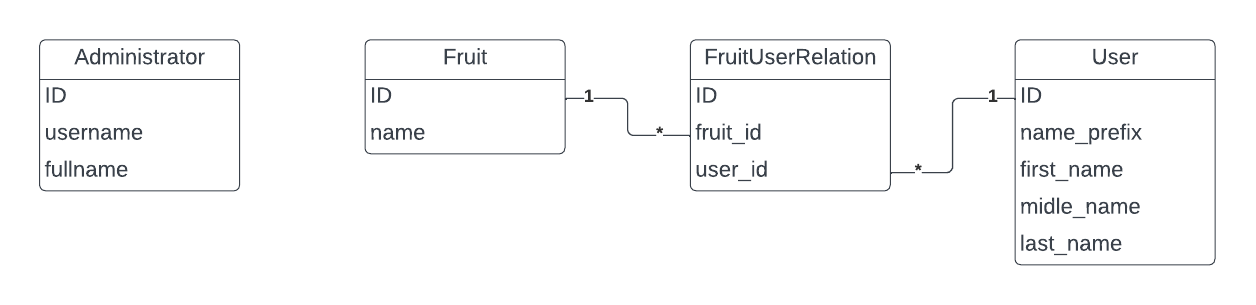 Administrator
ID
username
fullname
Fruit
ID
name
1
*
FruitUserRelation
ID
fruit_id
user_id
1
*
User
ID
name_prefix
first_name
midle_name
last_name